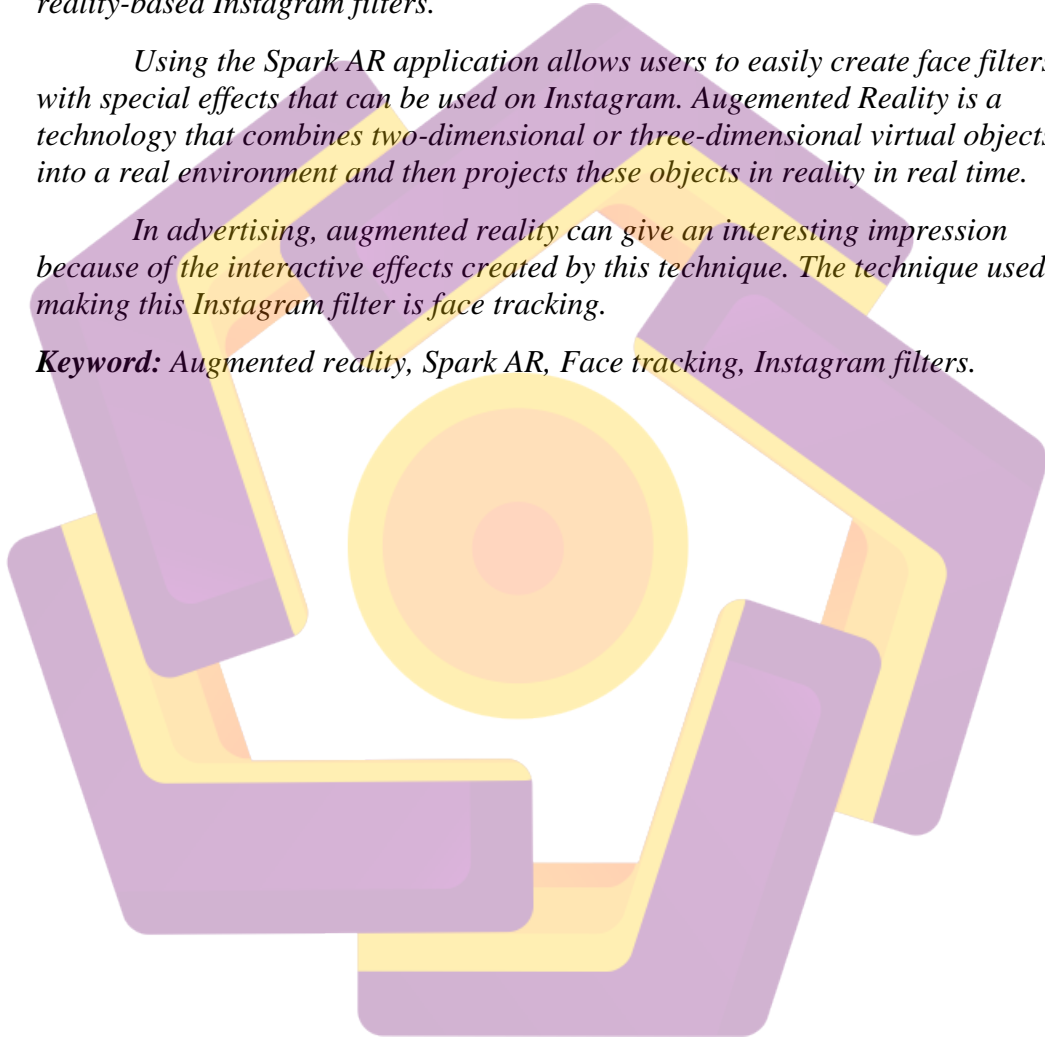 reality-based Instagram filters.
Using the Spark AR application allows users to easily create face filters
with special effects that can be used on Instagram. Augemented Reality is a
technology that combines two-dimensional or three-dimensional virtual objects
into a real environment and then projects these objects in reality in real time.
In advertising, augmented reality can give an interesting impression
because of the interactive effects created by this technique. The technique used
making this Instagram filter is face tracking.
Keyword: Augmented reality, Spark AR, Face tracking, Instagram filters.